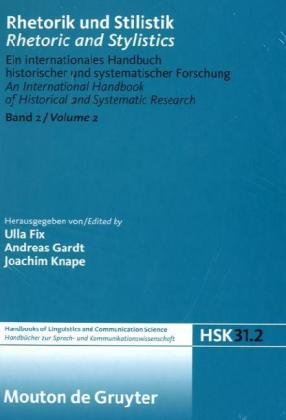 Rhetorik und Stilistik
Rhetoric and Stylistics
Ein internationales Handbuch
historischer und systematischer Forschung
An International Handbook
of Historical and Systematic Research
Band 2 / Volume 2
Herausgegeben von/Edited by
Ulla Fix
Andreas Gardt
Joachim Knape
Handbooks of Linguistics and Communication Science
Handbücher zur Sprach- und Kommunikationswissenschaft
HSK 31.2
Mouton de Gruyter